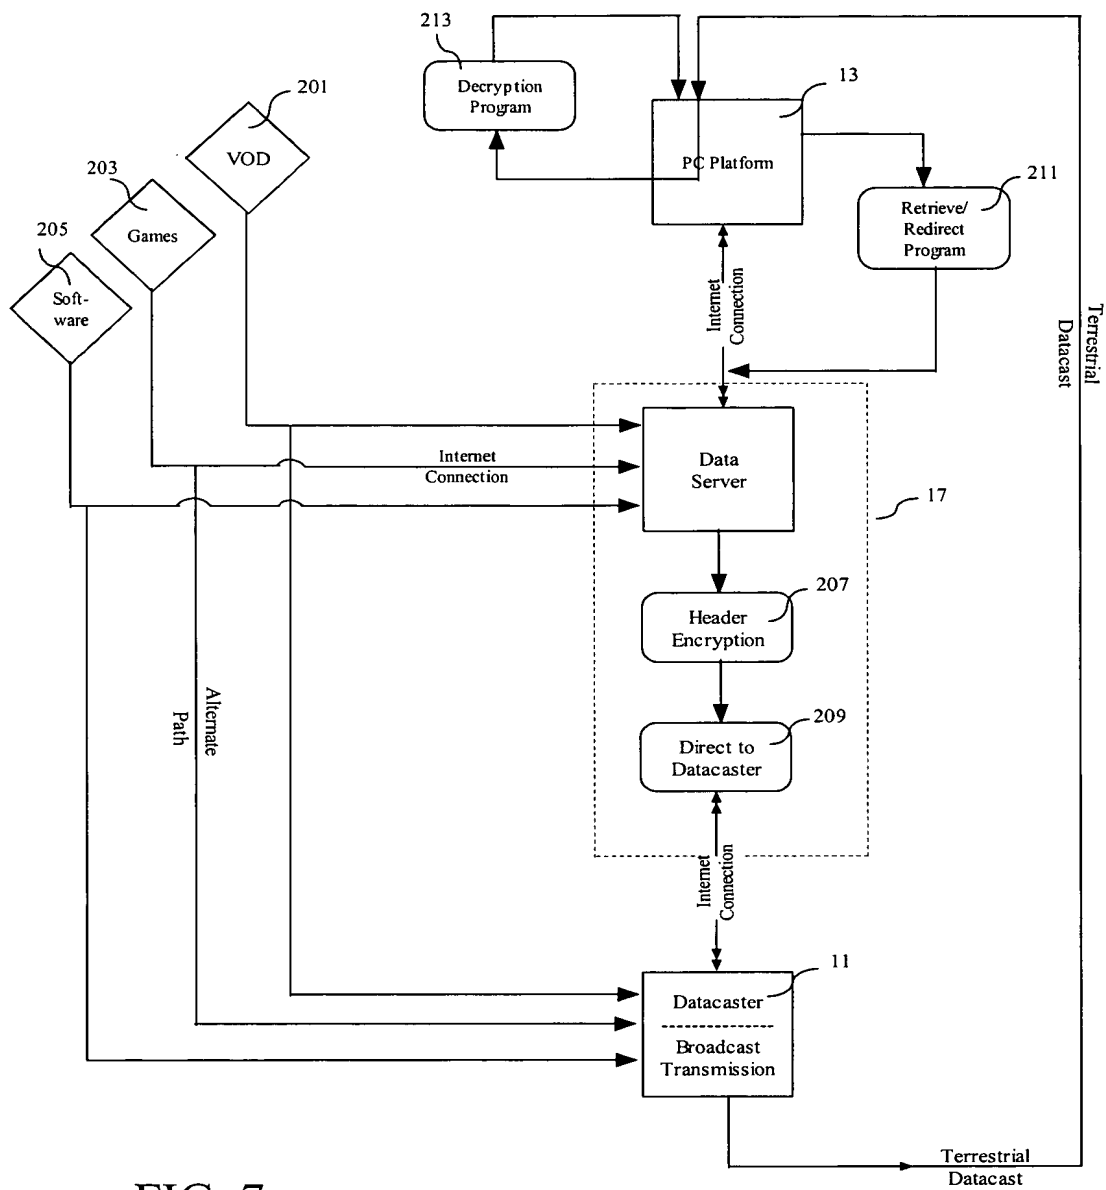 213
Decryption
Program
13
PC Platform
201
VOD
203
Games
205
Soft-
ware
211
Retrieve/
Redirect
Program
Internet
Connection
Terrestrial
Datacast
Data
Server
Internet
Connection
17
207
Header
Encryption
209
Direct to
Datacaster
Alternate
Path
Internet
Connection
11
Datacaster
Broadcast
Transmission
Terrestrial
Datacast
FIG. 7